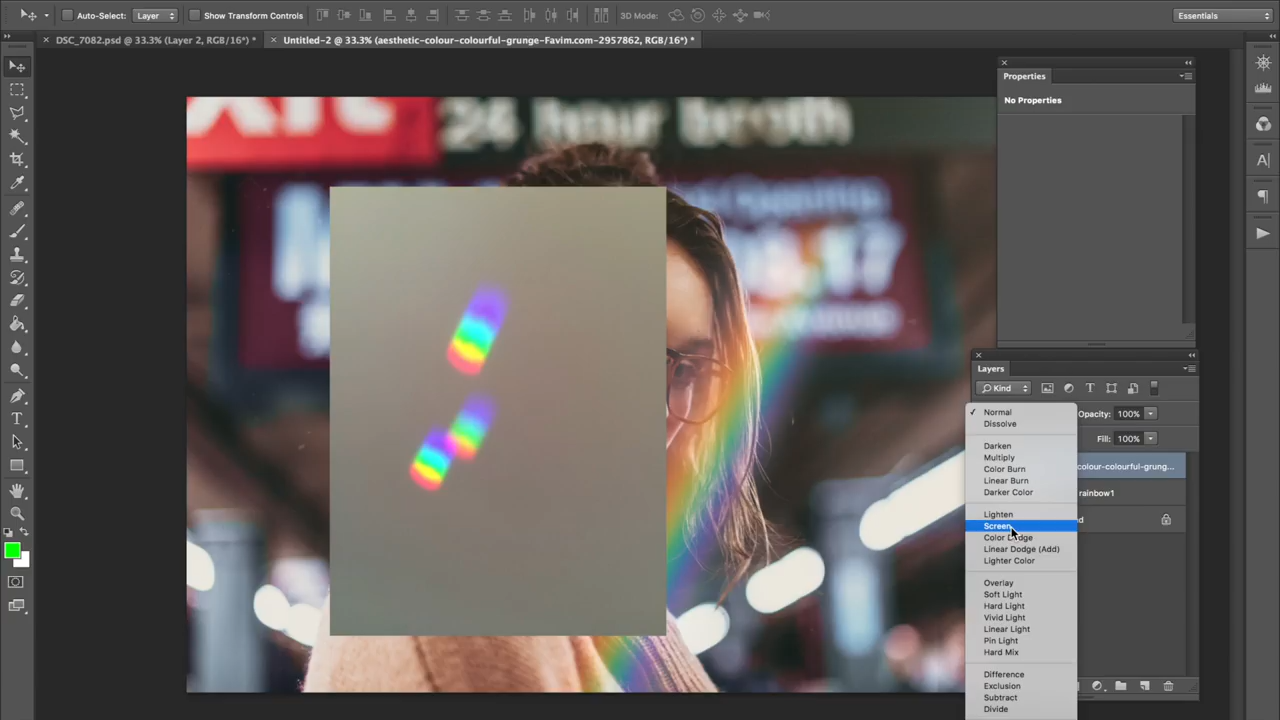 Auto-Select: Layer Show Transform Controls 3D Mode: Essentials
DSC_7082.psd @ 33.3% (Layer 2, RGB/16*) * Untitled-2 @ 33.3% (aesthetic-colour-colourful-grunge-Favim.com-2957862, RGB/16*) *
Properties
No Properties
24 hour broth
Layers
Kind
Normal
Opacity: 100%
Dissolve
Darken
Fill: 100%
Multiply
colour-colourful-grung...
Color Burn
Linear Burn
Darker Color
rainbow1
Lighten
d
Screen
Color Dodge
Linear Dodge (Add)
Lighter Color
Overlay
Soft Light
Hard Light
Vivid Light
Linear Light
Pin Light
Hard Mix
Difference
Exclusion
Subtract
Divide